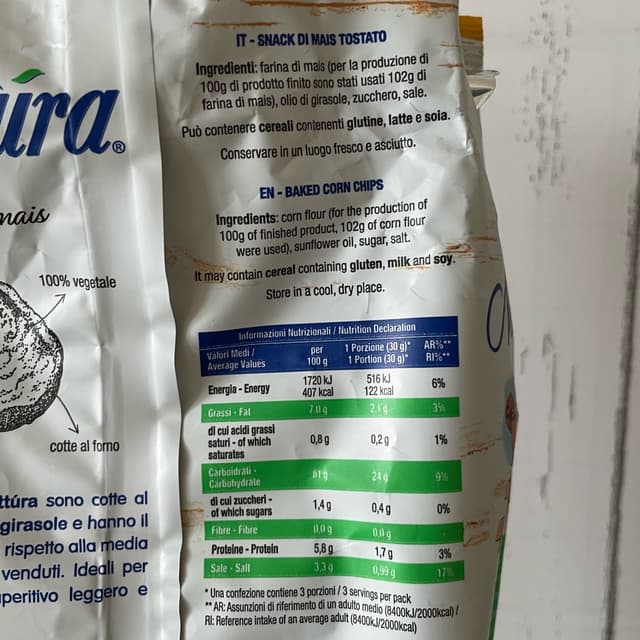 úra®
mais
100% vegetale
cotte al forno
ttúra sono cotte al
girasole e hanno il
rispetto alla media
venduti. Ideali per
aperitivo leggero e
IT - SNACK DI MAIS TOSTATO
Ingredienti: farina di mais (per la produzione di
100g di prodotto finito sono stati usati 102g di
farina di mais), olio di girasole, zucchero, sale.
Può contenere cereali contenenti glutine, latte e soia.
Conservare in un luogo fresco e asciutto.
EN - BAKED CORN CHIPS
Ingredients: corn flour (for the production of
100g of finished product, 102g of corn flour
were used), sunflower oil, sugar, salt.
It may contain cereal containing gluten, milk and soy.
Store in a cool, dry place.
Informazioni Nutrizionali / Nutrition Declaration
Valori Medi / Average Values per 100 g 1 Porzione (30 g)* 1 Portion (30 g)* AR%** RI%**
Energia - Energy 1720 kJ 407 kcal 516 kJ 122 kcal 6%
Grassi - Fat 7,0 g 2,1 g 3%
di cui acidi grassi saturi - of which saturates 0,8 g 0,2 g 1%
Carboidrati - Carbohydrate 81 g 24 g 9%
di cui zuccheri - of which sugars 1,4 g 0,4 g 0%
Fibre - Fibre 0,0 g 0,0 g -
Proteine - Protein 5,8 g 1,7 g 3%
Sale - Salt 3,3 g 0,99 g 17%
* Una confezione contiene 3 porzioni / 3 servings per pack
** AR: Assunzioni di riferimento di un adulto medio (8400kJ/2000kcal) /
RI: Reference intake of an average adult (8400kJ/2000kcal)